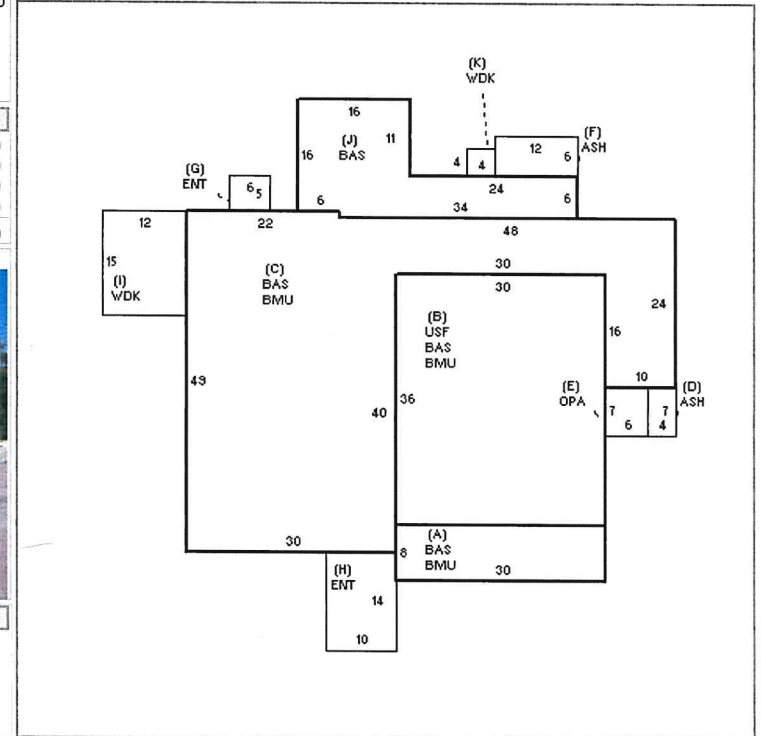 (K)
WDK
16
(J)
BAS
11
16
(F)
ASH
12
6
4
4
(G)
ENT
6
5
24
6
6
34
12
22
48
15
(I)
WDK
(C)
BAS
BMU
30
30
24
(B)
USF
BAS
BMU
16
49
40
36
10
(E)
OPA
(D)
ASH
7
6
7
4
30
(A)
BAS
BMU
8
30
(H)
ENT
14
10